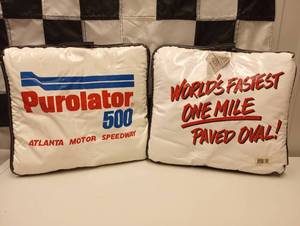 Purolator
500
ATLANTA MOTOR SPEEDWAY
WORLD'S FASTEST
ONE MILE
PAVED OVAL!